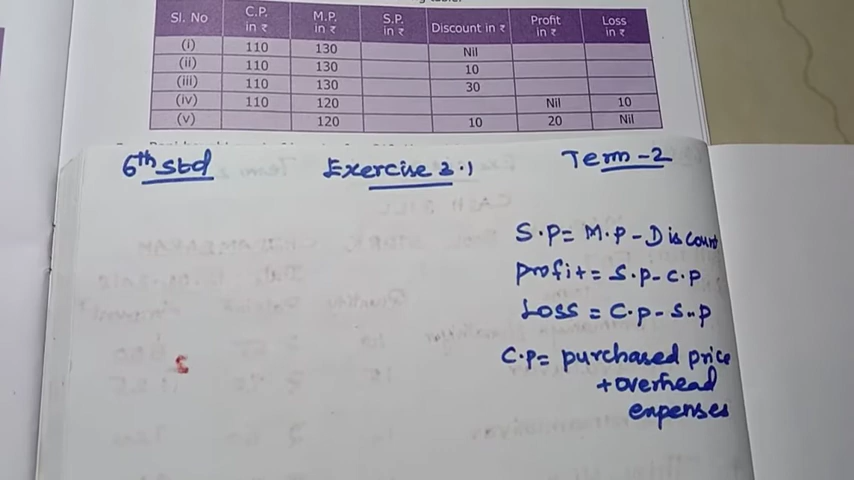 g table.
Sl. No C.P. in ₹ M.P. in ₹ S.P. in ₹ Discount in ₹ Profit in ₹ Loss in ₹
(i) 110 130 Nil
(ii) 110 130 10
(iii) 110 130 30
(iv) 110 120 Nil 10
(v) 120 10 20 Nil
6th Std Exercise 2.1 Term-2
S.P= M.P-Discount
profit= S.P-C.P
Loss = C.P-S.P
C.P= purchased price
+overhead
expenses
s